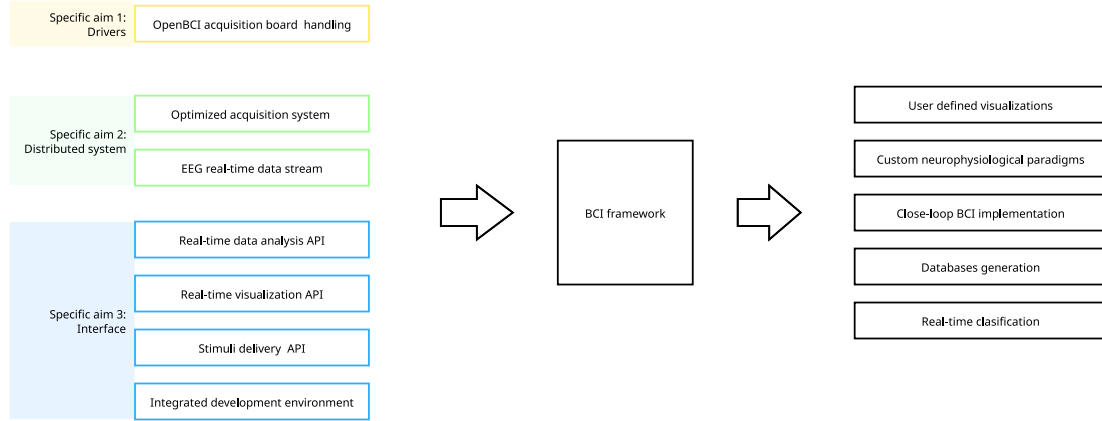 Specific aim 1:
Drivers
OpenBCI acquisition board handling
Specific aim 2:
Distributed system
Optimized acquisition system
EEG real-time data stream
Specific aim 3:
Interface
Real-time data analysis API
Real-time visualization API
Stimuli delivery API
Integrated development environment
BCI framework
User defined visualizations
Custom neurophysiological paradigms
Close-loop BCI implementation
Databases generation
Real-time clasification